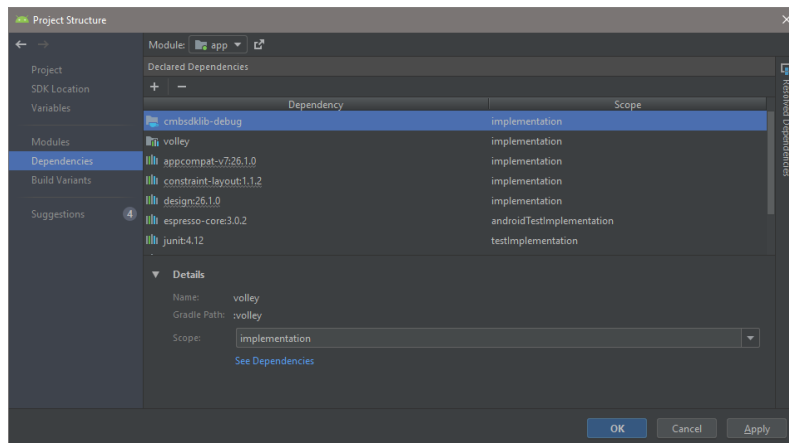 Project Structure
Module: app
Project
SDK Location
Variables
Modules
Dependencies
Build Variants
Suggestions 4
Declared Dependencies
Dependency Scope
cmbsdklib-debug implementation
volley implementation
appcompat-v7:26.1.0 implementation
constraint-layout:1.1.2 implementation
design:26.1.0 implementation
espresso-core:3.0.2 androidTestImplementation
junit:4.12 testImplementation
Details
Name: volley
Gradle Path: :volley
Scope: implementation
See Dependencies
Resolved Dependencies
OK Cancel Apply